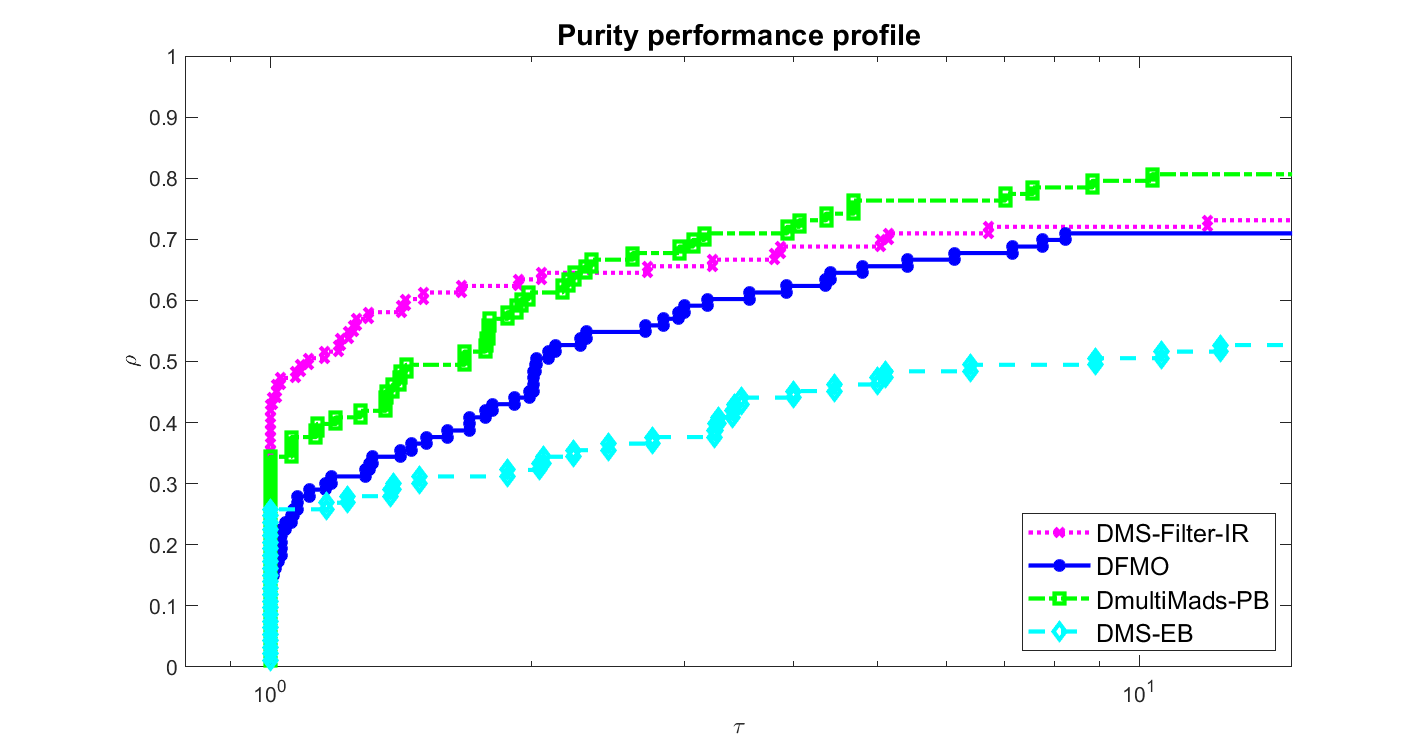 Purity performance profile
1
0.9
0.8
0.7
0.6
0.5
0.4
0.3
0.2
0.1
0
ρ
10⁰
10¹
τ
DMS-Filter-IR
DFMO
DmultiMads-PB
DMS-EB